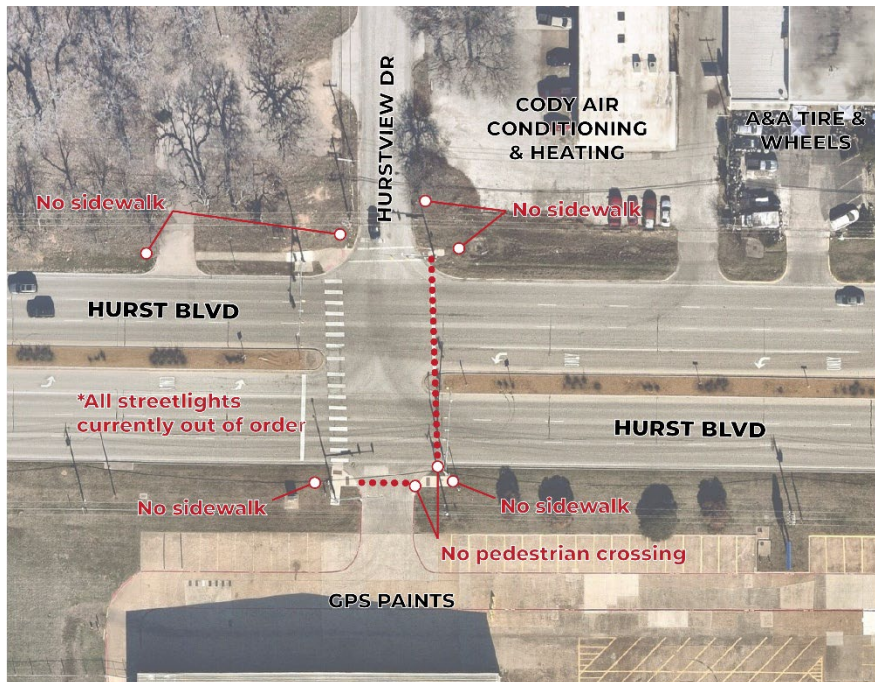 HURSTVIEW DR
CODY AIR
CONDITIONING
& HEATING
A&A TIRE &
WHEELS
No sidewalk
No sidewalk
HURST BLVD
*All streetlights
currently out of order
HURST BLVD
No sidewalk
No sidewalk
No pedestrian crossing
GPS PAINTS